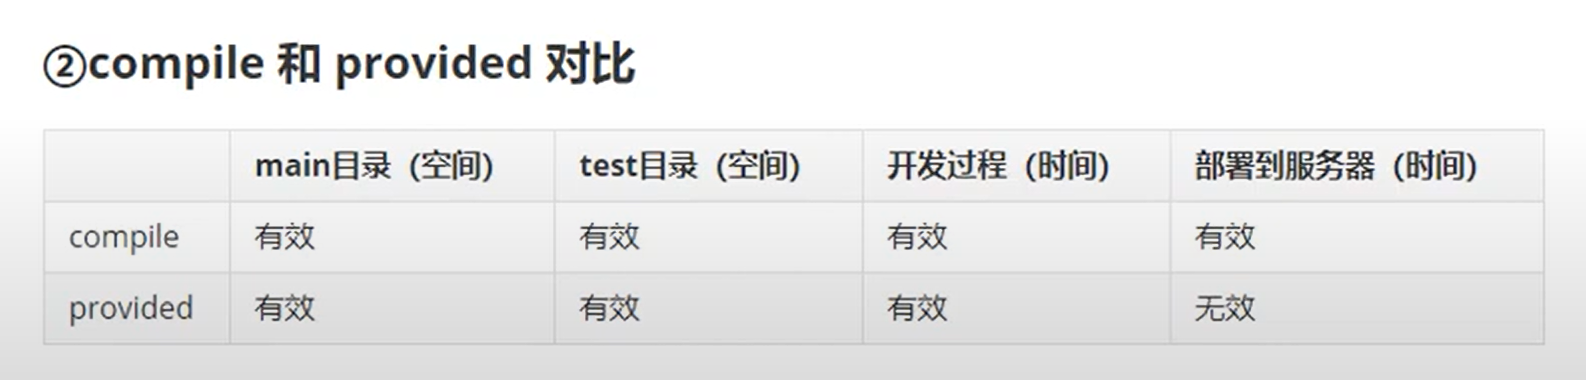 ②compile 和 provided 对比
main目录（空间） test目录（空间） 开发过程（时间） 部署到服务器（时间）
compile 有效 有效 有效 有效
provided 有效 有效 有效 无效